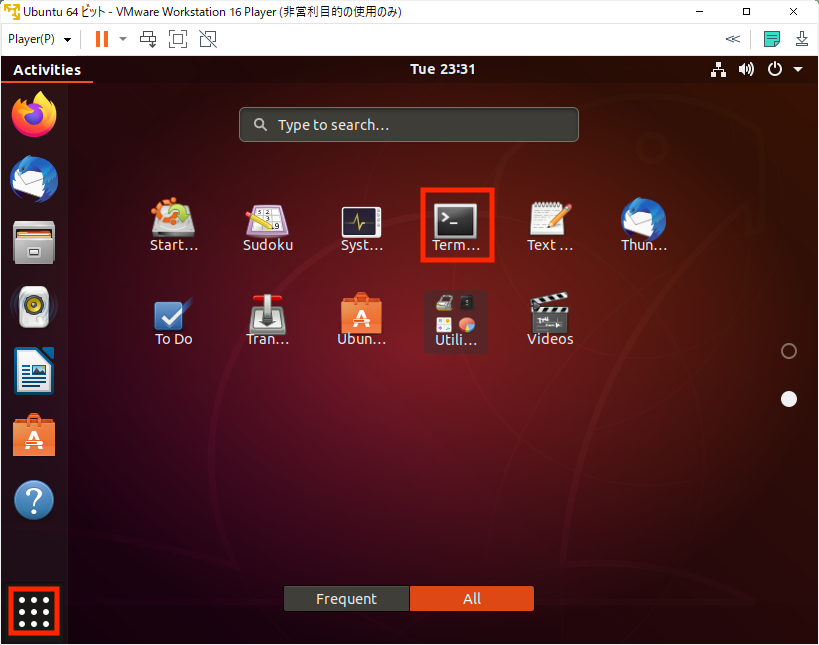 Ubuntu 64 ビット - VMware Workstation 16 Player (非営利目的の使用のみ)
Player(P)
Activities
Tue 23:31
Type to search…
Start…
Sudoku
Syst…
Term…
Text …
Thun…
To Do
Tran…
Ubun…
Utili…
Videos
Frequent
All